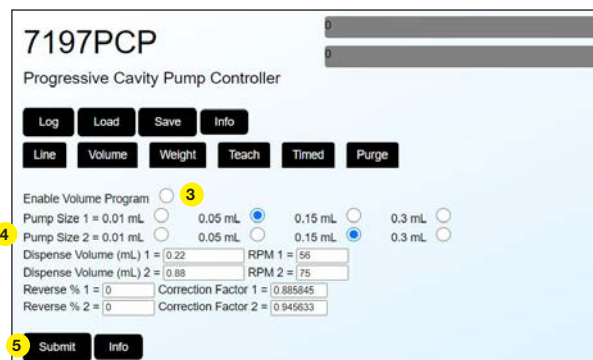 7197PCP
0
0
Progressive Cavity Pump Controller
Log Load Save Info
Line Volume Weight Teach Timed Purge
Enable Volume Program 3
Pump Size 1 = 0.01 mL 0.05 mL 0.15 mL 0.3 mL
4 Pump Size 2 = 0.01 mL 0.05 mL 0.15 mL 0.3 mL
Dispense Volume (mL) 1 = 0.22 RPM 1 = 56
Dispense Volume (mL) 2 = 0.88 RPM 2 = 75
Reverse % 1 = 0 Correction Factor 1 = 0.885845
Reverse % 2 = 0 Correction Factor 2 = 0.945633
5 Submit Info